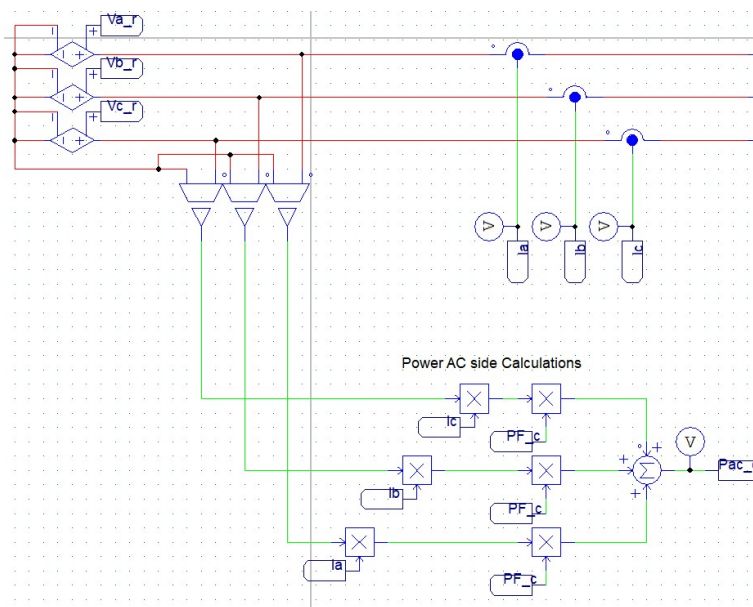 Va_r
Vb_r
Vc_r
V
V
V
Ia
Ib
Ic
Power AC side Calculations
Ic
PF_c
V
Ib
PF_c
Pac_
Ia
PF_c